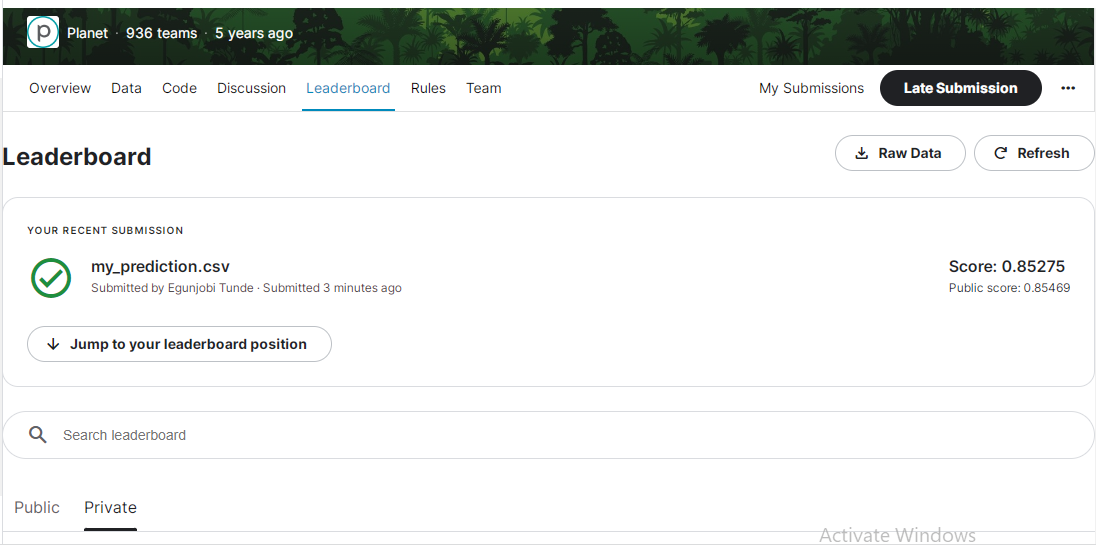 p Planet · 936 teams · 5 years ago
Overview Data Code Discussion Leaderboard Rules Team My Submissions Late Submission ...
Leaderboard Raw Data Refresh
YOUR RECENT SUBMISSION
my_prediction.csv Score: 0.85275
Submitted by Egunjobi Tunde · Submitted 3 minutes ago Public score: 0.85469
Jump to your leaderboard position
Search leaderboard
Public Private
Activate Windows